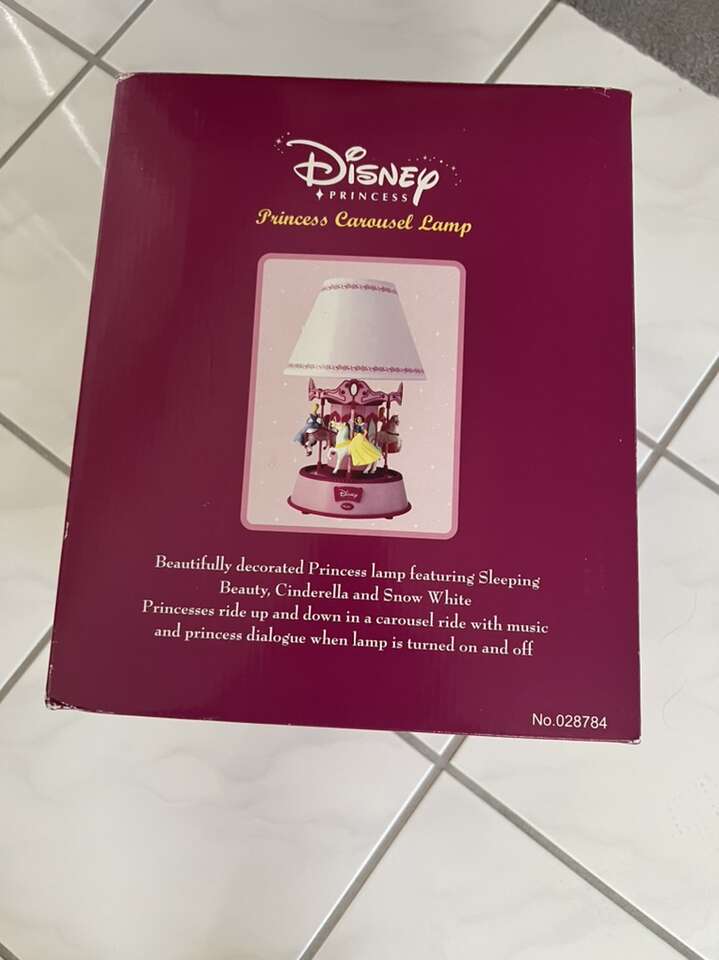 Disney
PRINCESS
Princess Carousel Lamp
Disney
Beautifully decorated Princess lamp featuring Sleeping
Beauty, Cinderella and Snow White
Princesses ride up and down in a carousel ride with music
and princess dialogue when lamp is turned on and off
No.028784